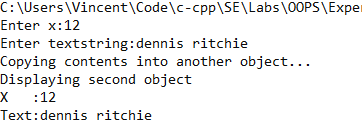 C:\Users\Vincent\Code\c-cpp\SE\Labs\OOPS\Expe
Enter x:12
Enter textstring:dennis ritchie
Copying contents into another object...
Displaying second object
X   :12
Text:dennis ritchie